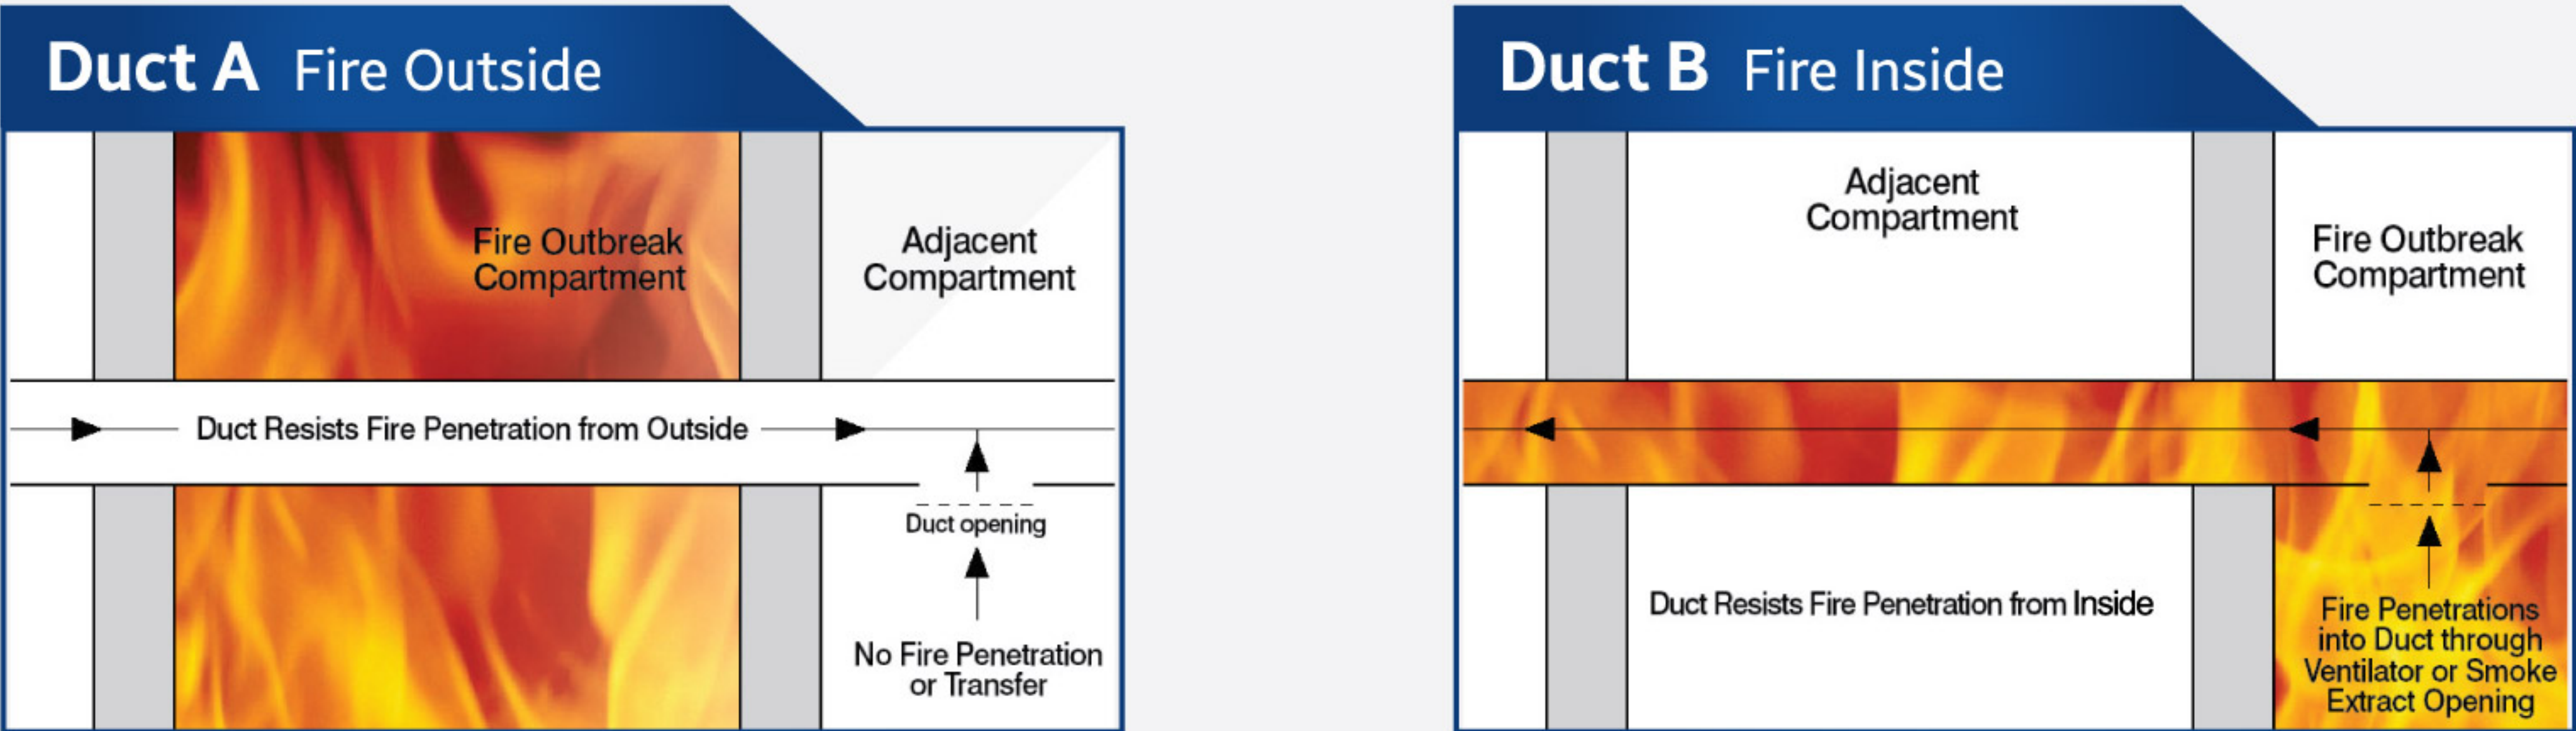 Duct A Fire Outside
Fire Outbreak
Compartment
Adjacent
Compartment
Duct Resists Fire Penetration from Outside
Duct opening
No Fire Penetration
or Transfer
Duct B Fire Inside
Adjacent
Compartment
Fire Outbreak
Compartment
Duct Resists Fire Penetration from Inside
Fire Penetrations
into Duct through
Ventilator or Smoke
Extract Opening